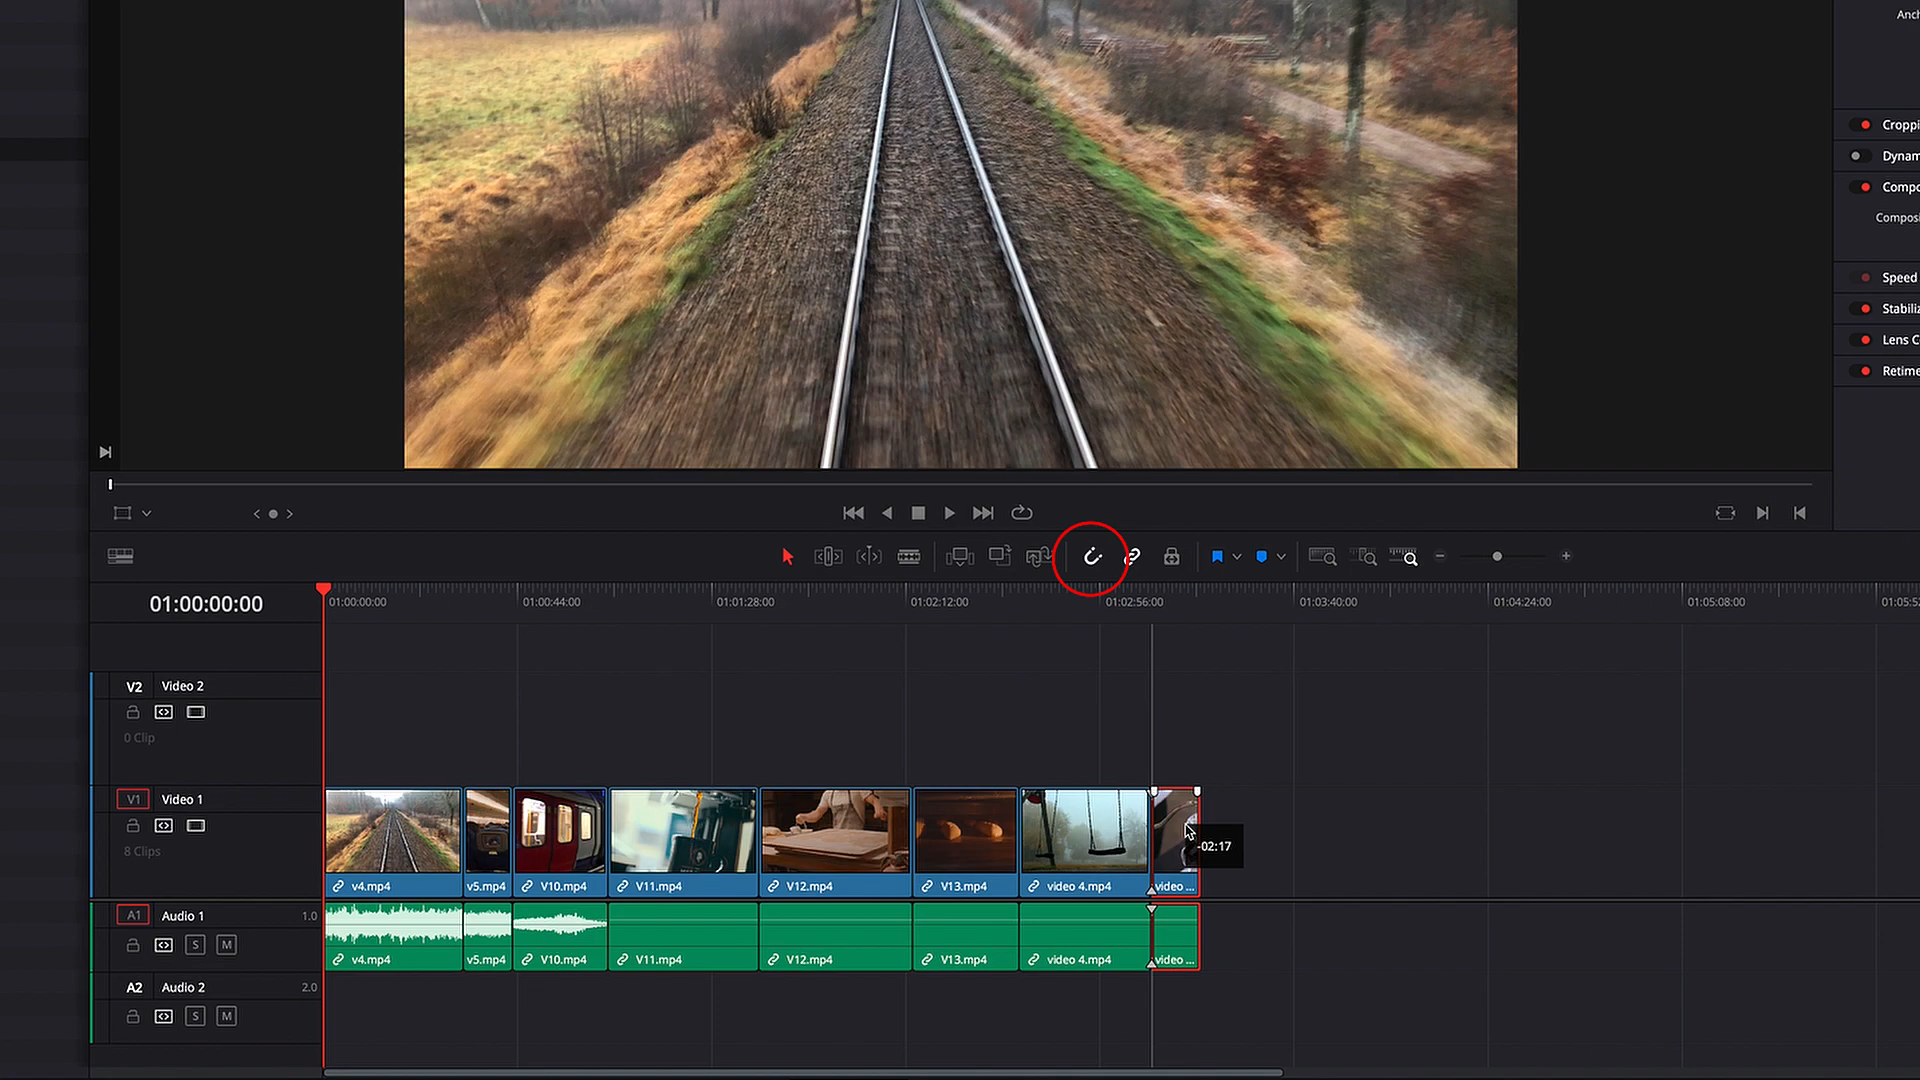 Anch
Croppi
Dynam
Compo
Composi
Speed
Stabiliz
Lens C
Retime
01:00:00:00
01:00:00:00
01:00:44:00
01:01:28:00
01:02:12:00
01:02:56:00
01:03:40:00
01:04:24:00
01:05:08:00
01:05:52
V2 Video 2
0 Clip
V1 Video 1
8 Clips
-02:17
v4.mp4
v5.mp4
V10.mp4
V11.mp4
V12.mp4
V13.mp4
video 4.mp4
video ...
A1 Audio 1 1.0
S M
v4.mp4
v5.mp4
V10.mp4
V11.mp4
V12.mp4
V13.mp4
video 4.mp4
video ...
A2 Audio 2 2.0
S M